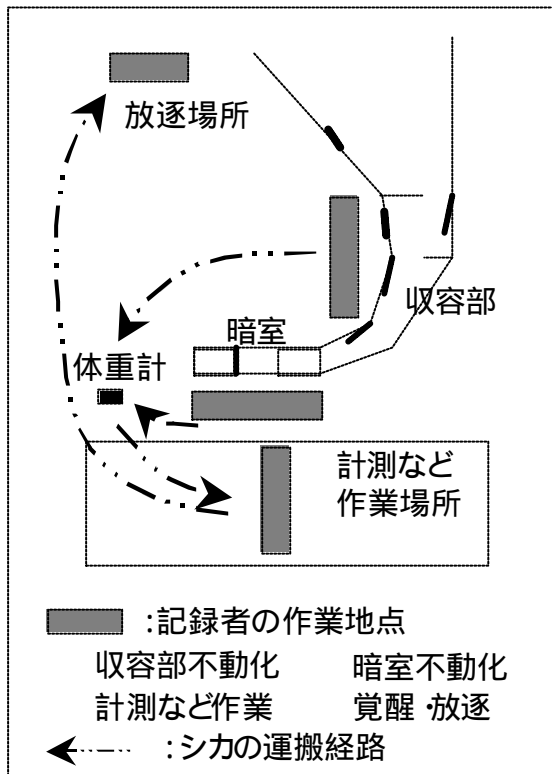 放逐場所
収容部
暗室
体重計
計測など
作業場所
:記録者の作業地点
収容部不動化 暗室不動化
計測など作業 覚醒・放逐
:シカの運搬経路